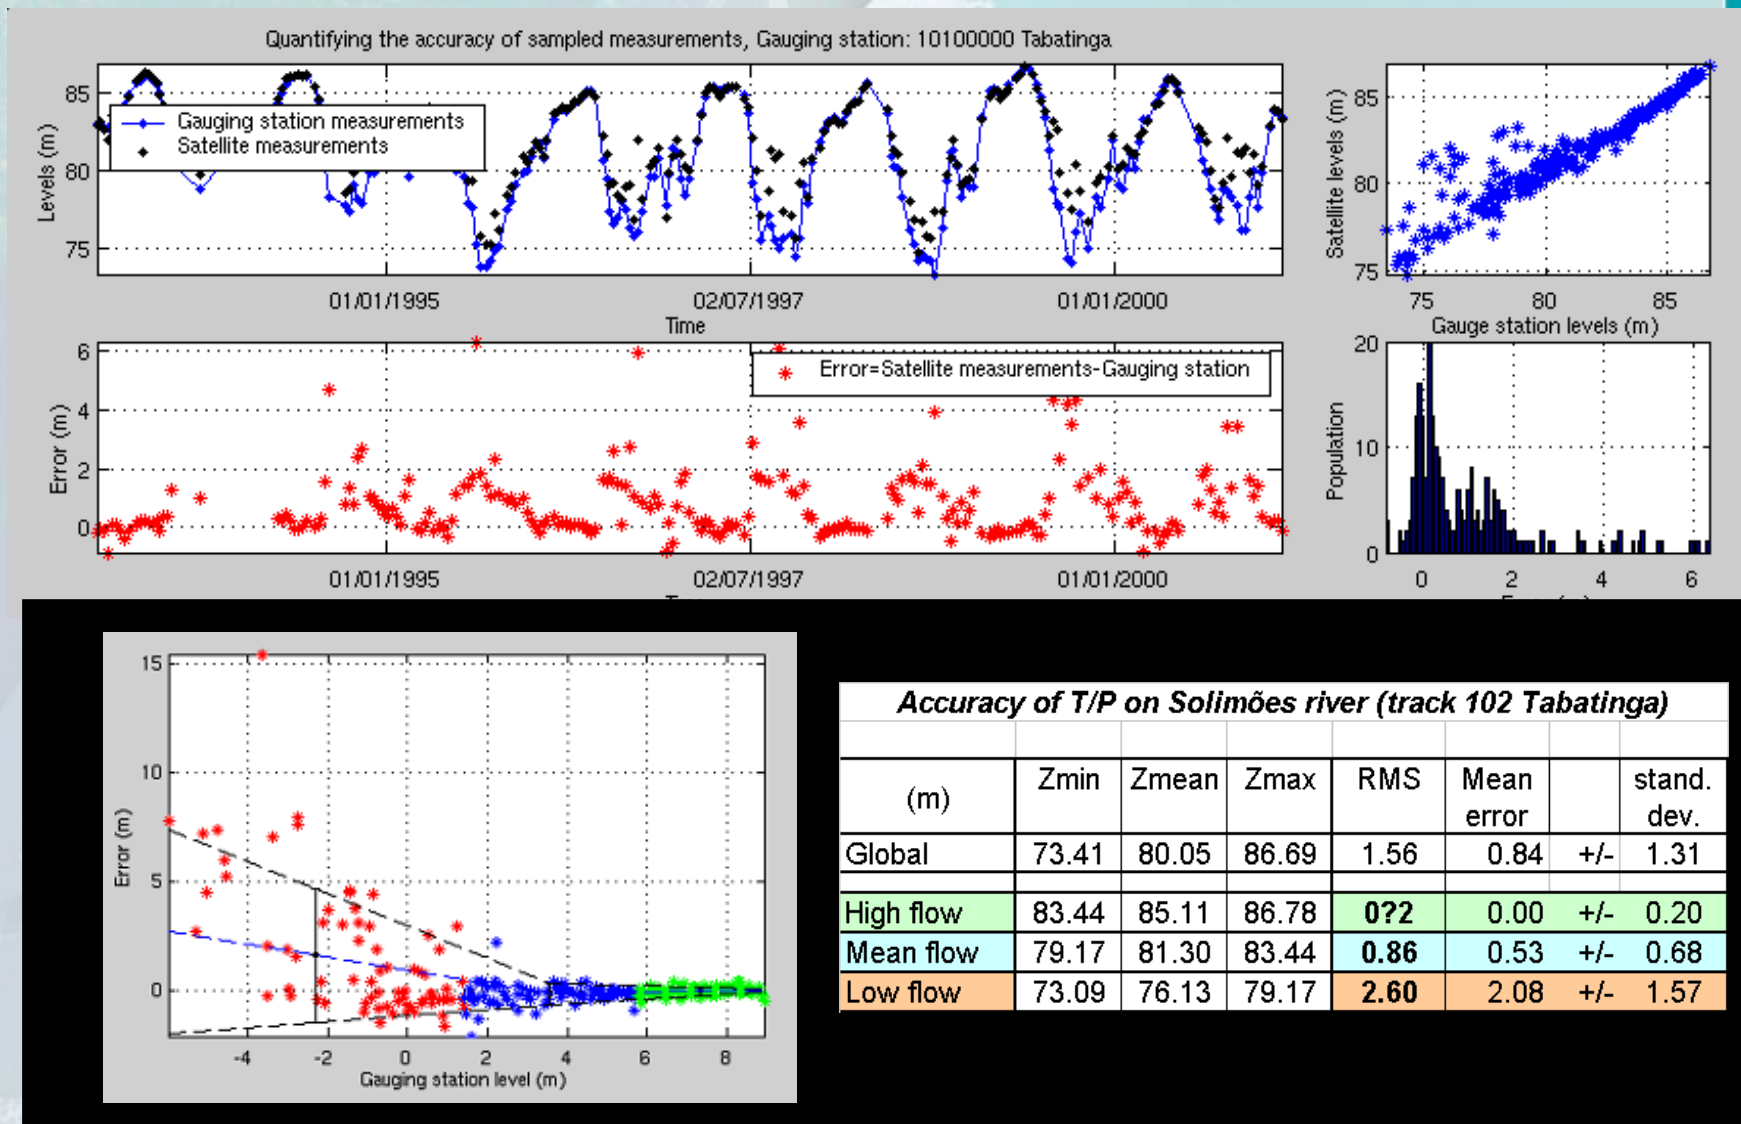 Quantifying the accuracy of sampled measurements, Gauging station: 10100000 Tabatinga
Levels (m)
85
80
75
Gauging station measurements
Satellite measurements
01/01/1995
02/07/1997
01/01/2000
Time
Satellite levels (m)
85
80
75
75
80
85
Gauge station levels (m)
Error (m)
6
4
2
0
Error=Satellite measurements-Gauging station
01/01/1995
02/07/1997
01/01/2000
Population
20
10
0
0
2
4
6
Error (m)
15
10
5
0
-4
-2
0
2
4
6
8
Gauging station level (m)
Accuracy of T/P on Solimões river (track 102 Tabatinga)
(m) Zmin Zmean Zmax RMS Mean error stand. dev.
Global 73.41 80.05 86.69 1.56 0.84 +/- 1.31
High flow 83.44 85.11 86.78 0?2 0.00 +/- 0.20
Mean flow 79.17 81.30 83.44 0.86 0.53 +/- 0.68
Low flow 73.09 76.13 79.17 2.60 2.08 +/- 1.57